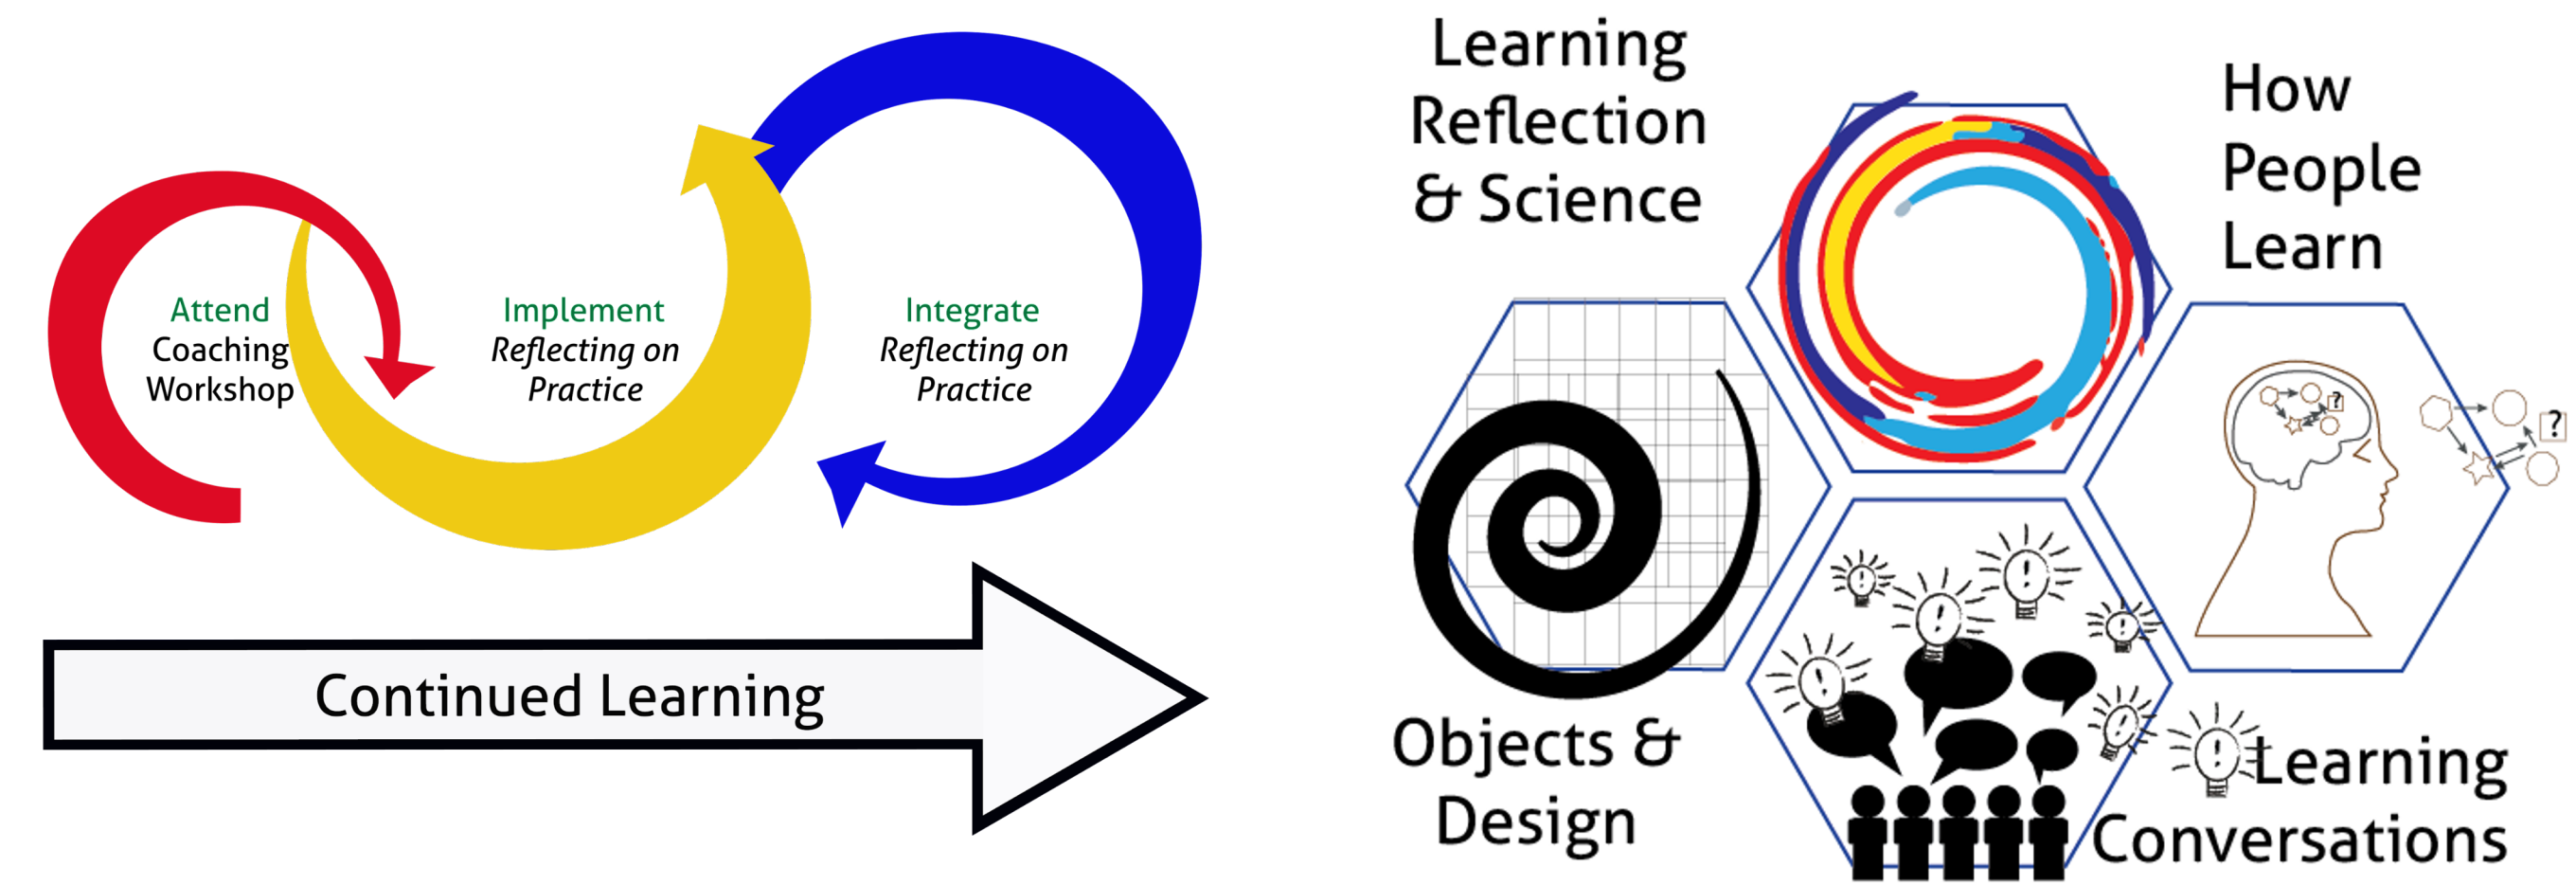 Attend
Coaching
Workshop
Implement
Reflecting on
Practice
Integrate
Reflecting on
Practice
Continued Learning
Learning
Reflection
& Science
How
People
Learn
?
?
Objects &
Design
!
!
!
!
!
!
!
Learning
Conversations